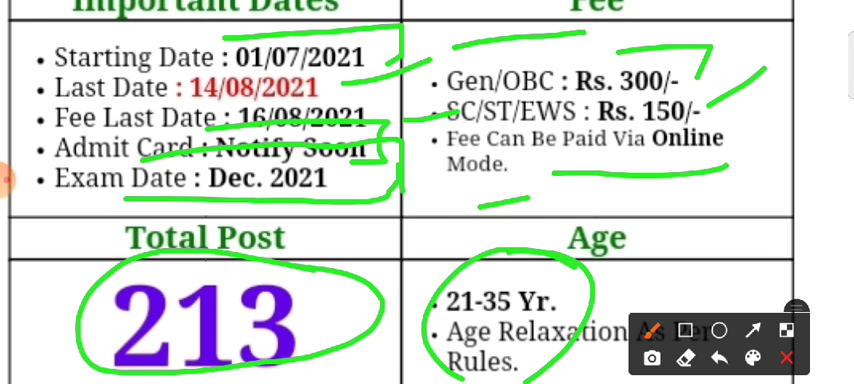 Important Dates
Fee
• Starting Date : 01/07/2021
• Last Date : 14/08/2021
• Fee Last Date : 16/08/2021
• Admit Card : Notify Soon
• Exam Date : Dec. 2021
• Gen/OBC : Rs. 300/-
• SC/ST/EWS : Rs. 150/-
• Fee Can Be Paid Via Online
Mode.
Total Post
Age
213
• 21-35 Yr.
• Age Relaxation As Per
Rules.